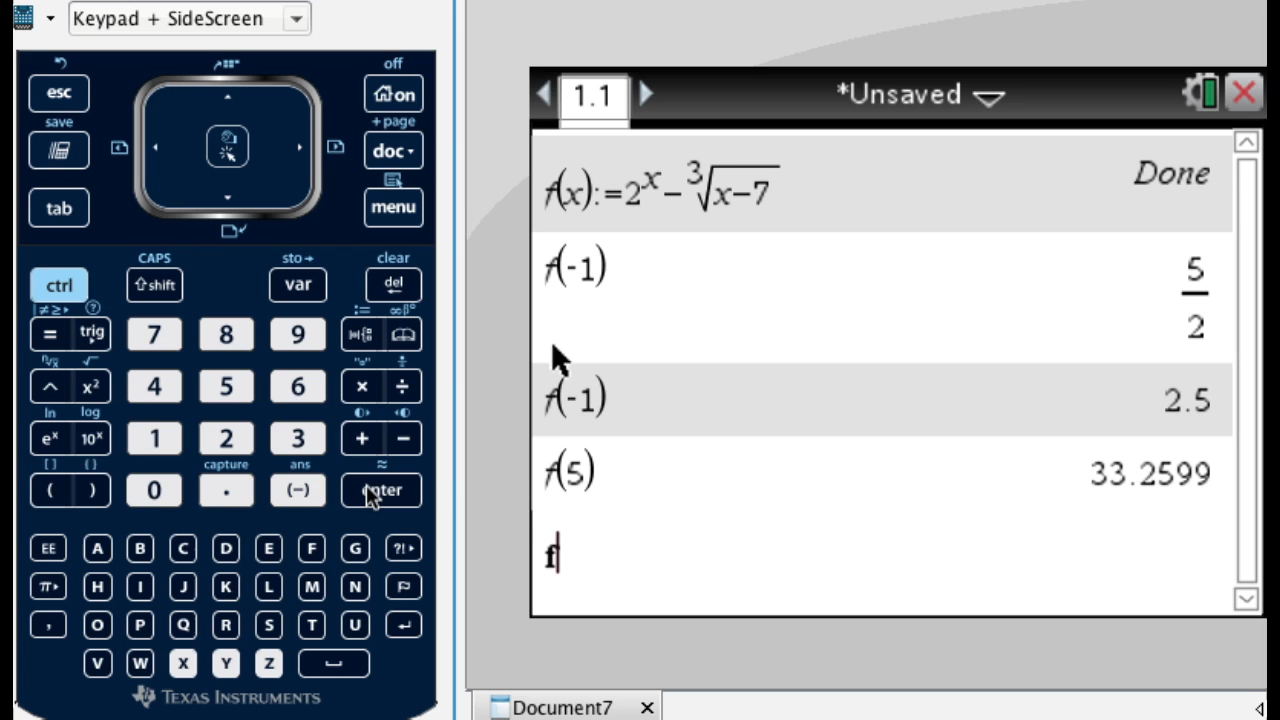 Keypad + SideScreen
off
esc
on
save
+page
doc
tab
menu
CAPS
sto→
clear
ctrl
⇧shift
var
del
|≠≥▸
?
:=
∞β°
=
trig
7
8
9
ⁿ√x
√
"☐"
÷
^
x²
4
5
6
×
÷
ln
log
eˣ
10ˣ
1
2
3
+
−
[ ]
{ }
capture
ans
≈
(
)
0
.
(−)
enter
EE
A
B
C
D
E
F
G
?!▸
π▸
H
I
J
K
L
M
N
,
O
P
Q
R
S
T
U
↵
V
W
X
Y
Z
TEXAS INSTRUMENTS
1.1
*Unsaved
f(x):=2^x−∛(x−7)
Done
f(-1)
5/2
f(-1)
2.5
f(5)
33.2599
f
Document7